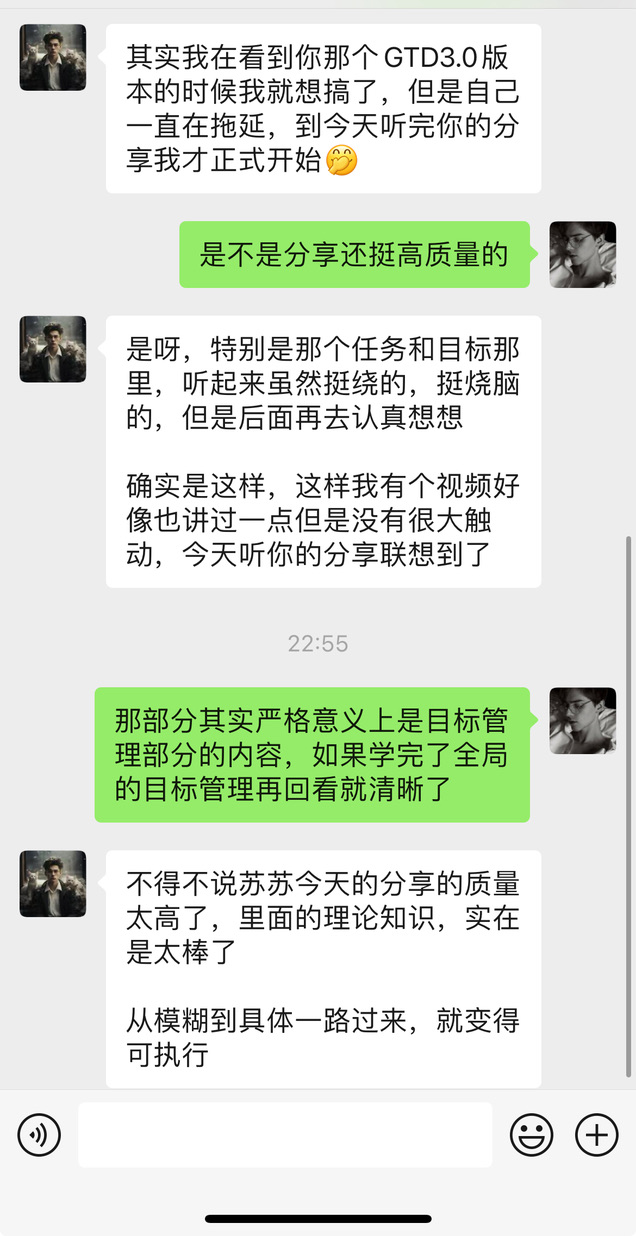 其实我在看到你那个GTD3.0版
本的时候我就想搞了，但是自己
一直在拖延，到今天听完你的分
享我才正式开始🤭
是不是分享还挺高质量的
是呀，特别是那个任务和目标那
里，听起来虽然挺绕的，挺烧脑
的，但是后面再去认真想想
确实是这样，这样我有个视频好
像也讲过一点但是没有很大触
动，今天听你的分享联想到了
22:55
那部分其实严格意义上是目标管
理部分的内容，如果学完了全局
的目标管理再回看就清晰了
不得不说苏苏今天的分享的质量
太高了，里面的理论知识，实在
是太棒了
从模糊到具体一路过来，就变得
可执行